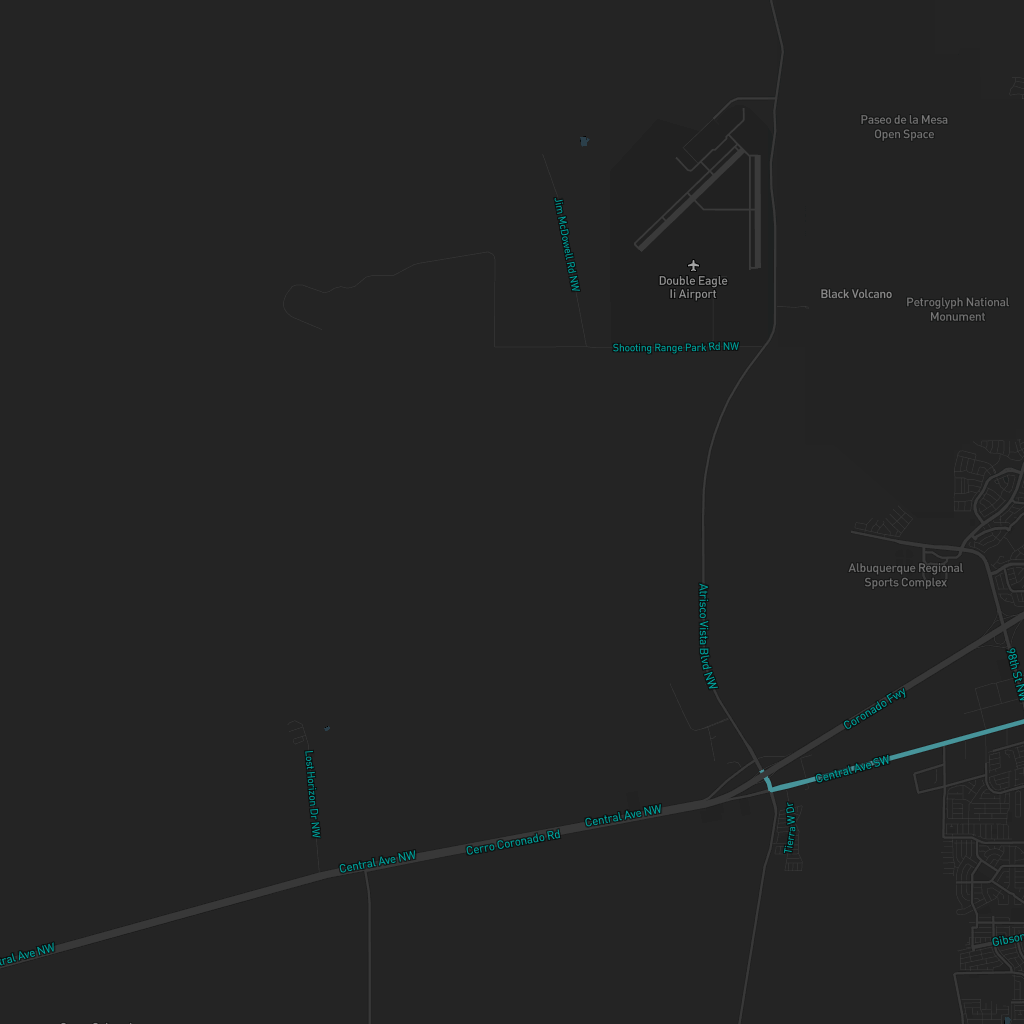 Paseo de la Mesa
Open Space
Jim McDowell Rd NW
Double Eagle
Ii Airport
Black Volcano
Petroglyph National
Monument
Shooting Range Park Rd NW
Albuquerque Regional
Sports Complex
Atrisco Vista Blvd NW
98th St NW
Coronado Fwy
Central Ave SW
Lost Horizon Dr NW
Tierra W Dr
Central Ave NW
Cerro Coronado Rd
Central Ave NW
Gibson
tral Ave NW